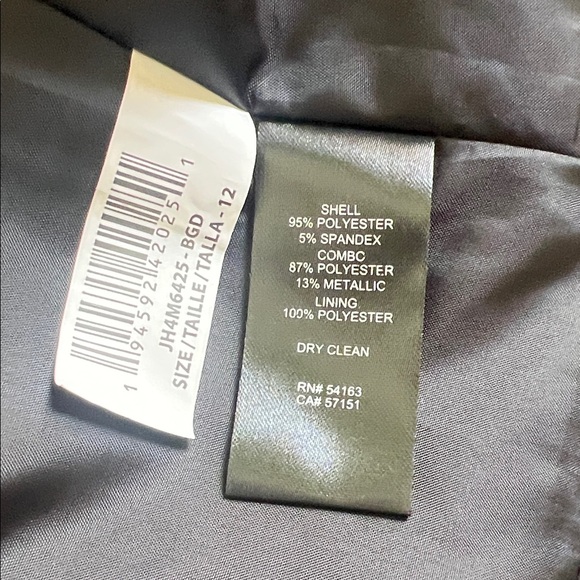 1 94592 42025 1
JH4M6425-BGD
SIZE/TAILLE/TALLA-12
SHELL
95% POLYESTER
5% SPANDEX
COMBO
87% POLYESTER
13% METALLIC
LINING
100% POLYESTER
DRY CLEAN
RN# 54163
CA# 57151